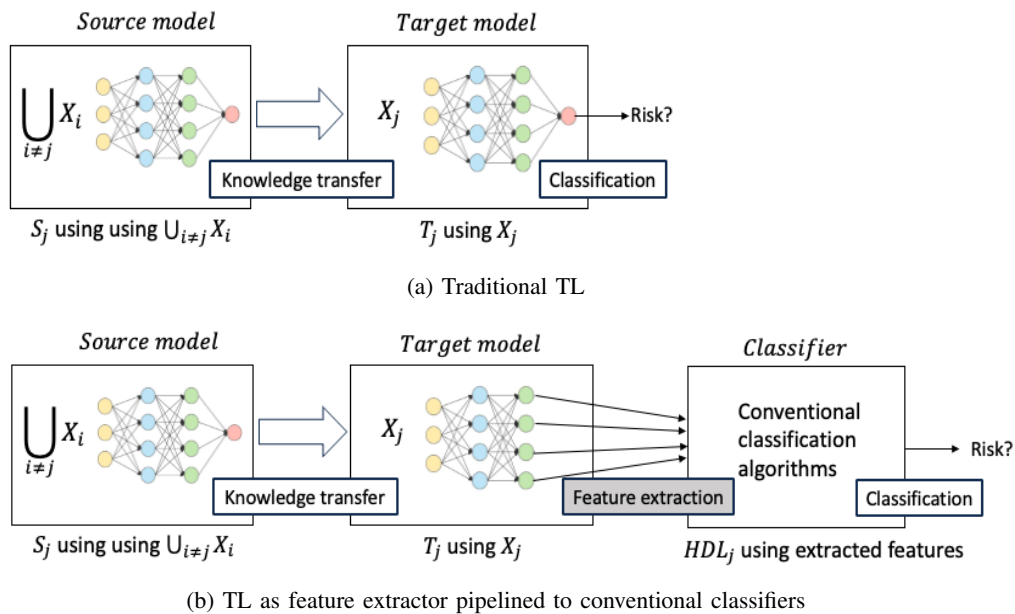 Source model
Target model
⋃ X_i
i≠j
X_j
Risk?
Knowledge transfer
Classification
S_j using using ⋃_{i≠j} X_i
T_j using X_j
(a) Traditional TL
Source model
Target model
Classifier
⋃ X_i
i≠j
X_j
Conventional
classification
algorithms
Risk?
Knowledge transfer
Feature extraction
Classification
S_j using using ⋃_{i≠j} X_i
T_j using X_j
HDL_j using extracted features
(b) TL as feature extractor pipelined to conventional classifiers